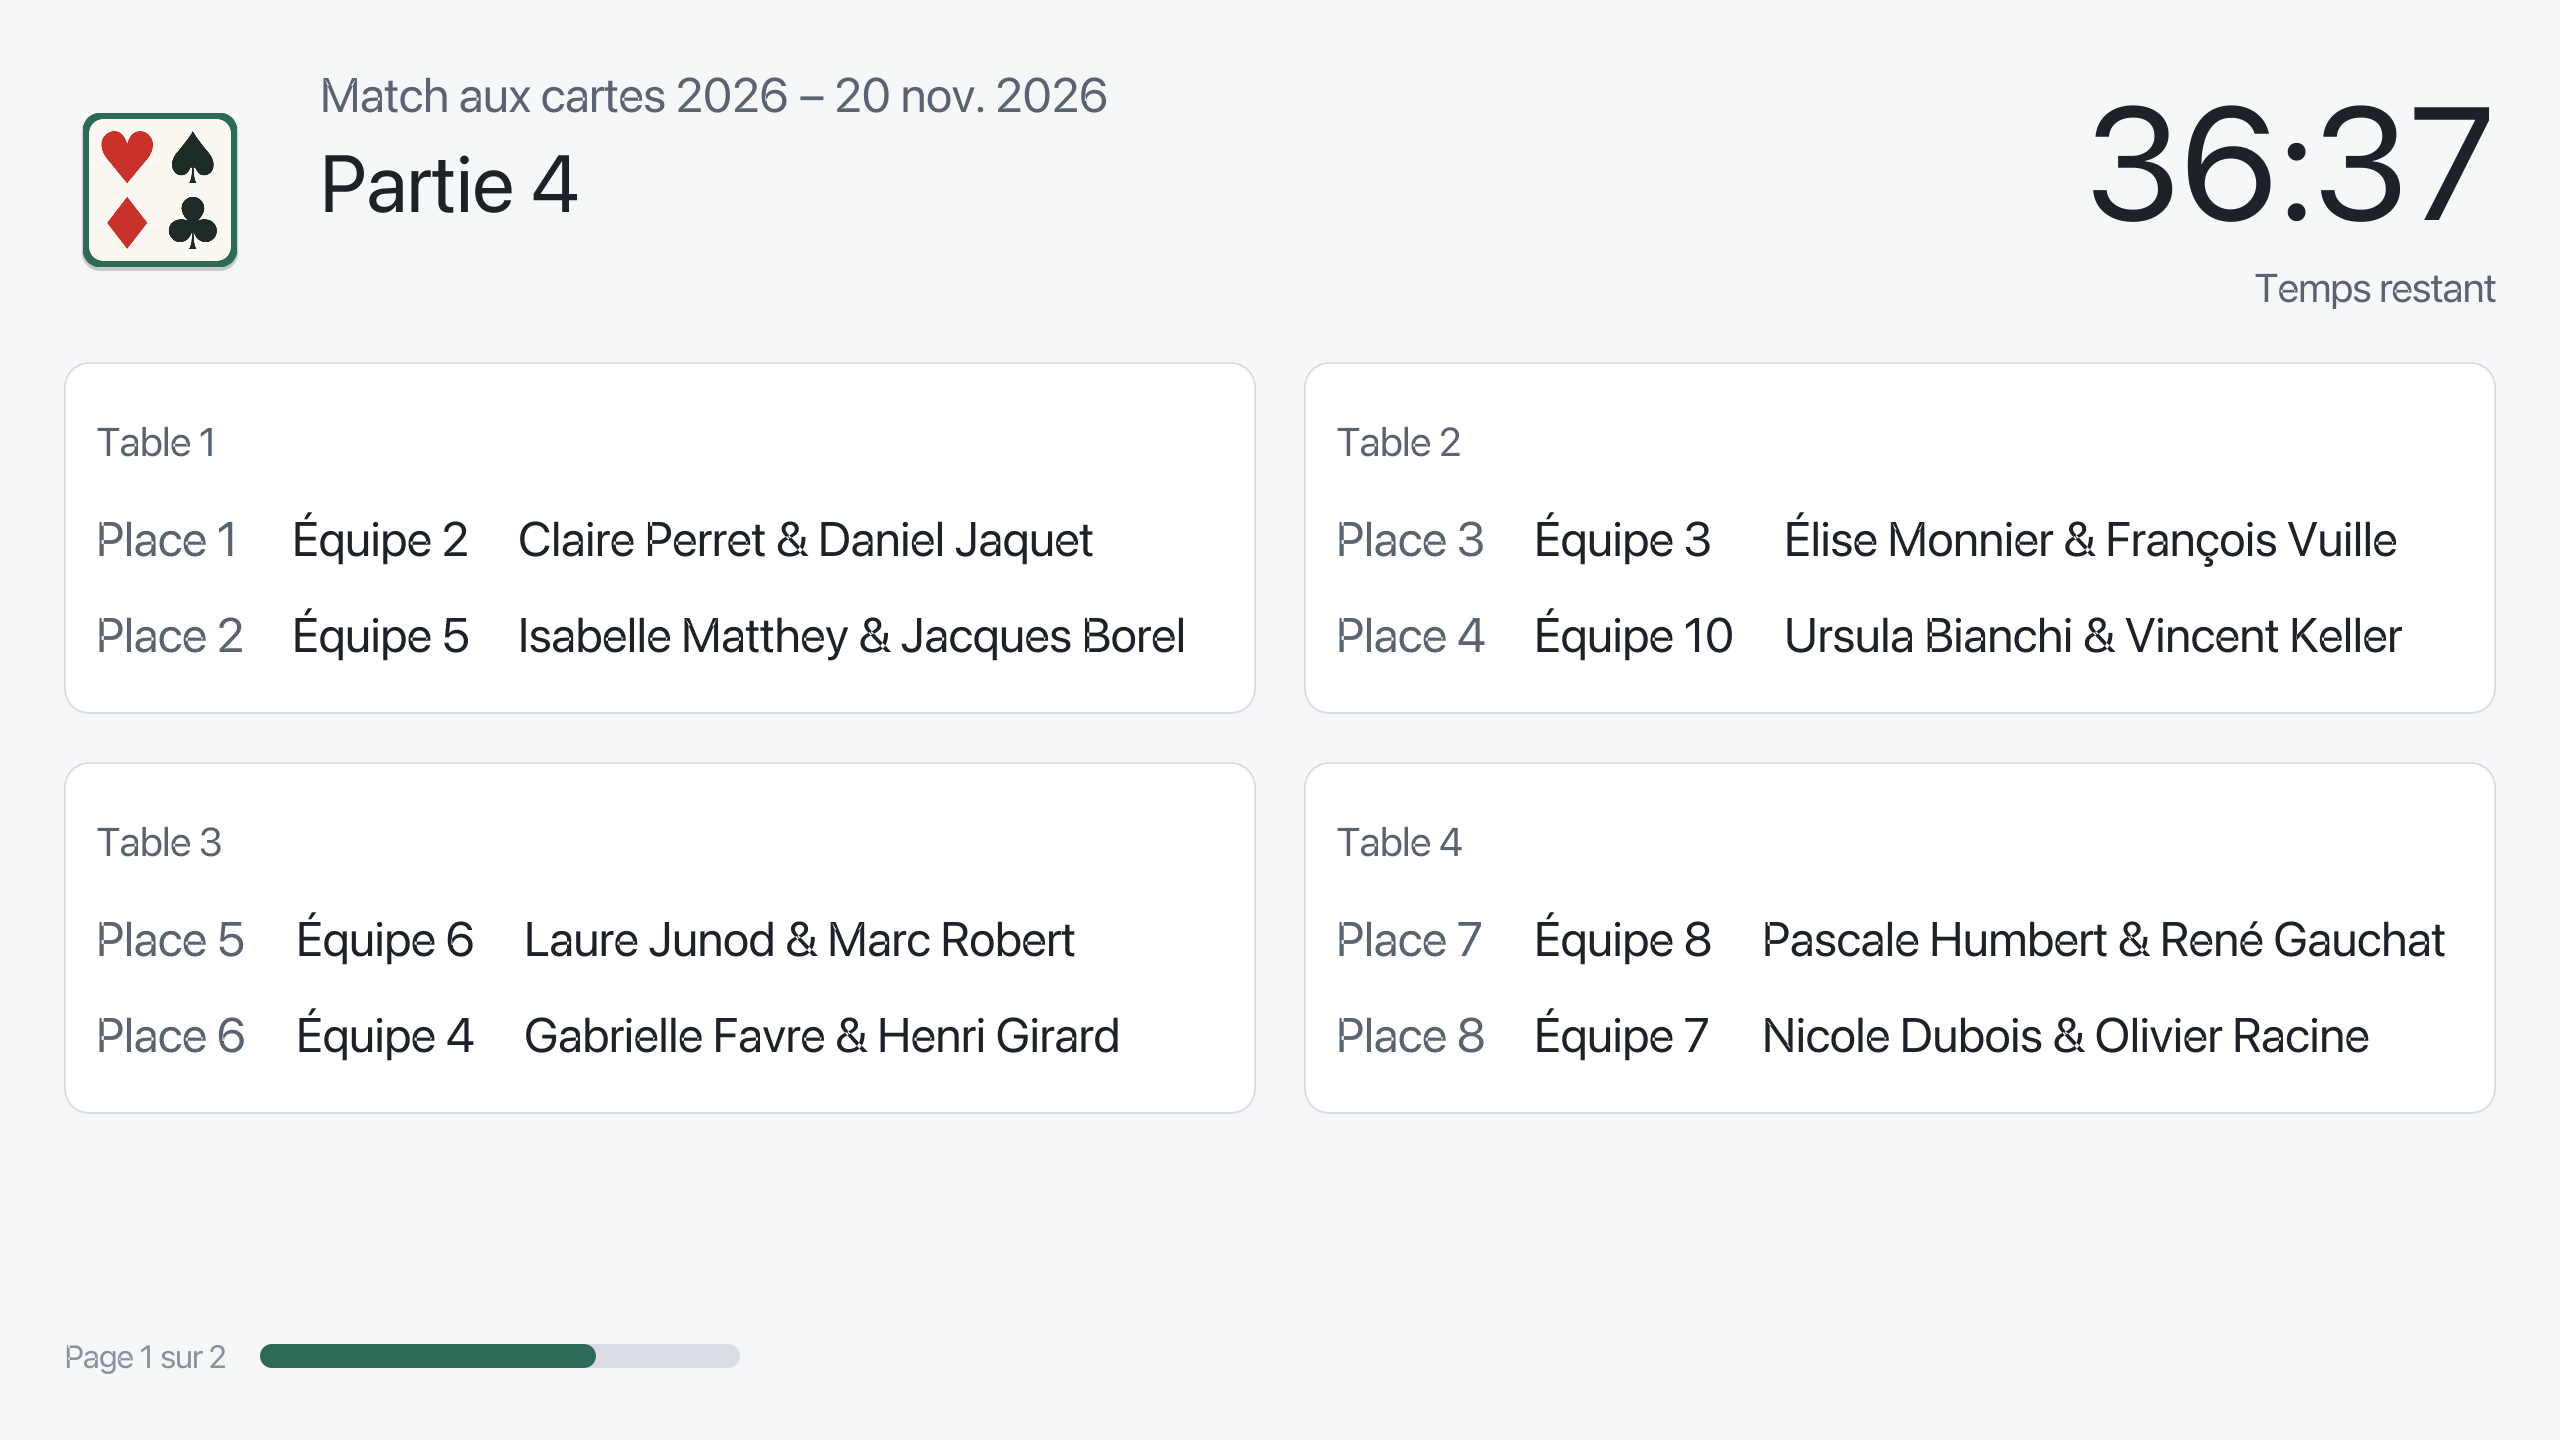 Match aux cartes 2026 – 20 nov. 2026
Partie 4
36:37
Temps restant
Table 1
Place 1 Équipe 2 Claire Perret & Daniel Jaquet
Place 2 Équipe 5 Isabelle Matthey & Jacques Borel
Table 2
Place 3 Équipe 3 Élise Monnier & François Vuille
Place 4 Équipe 10 Ursula Bianchi & Vincent Keller
Table 3
Place 5 Équipe 6 Laure Junod & Marc Robert
Place 6 Équipe 4 Gabrielle Favre & Henri Girard
Table 4
Place 7 Équipe 8 Pascale Humbert & René Gauchat
Place 8 Équipe 7 Nicole Dubois & Olivier Racine
Page 1 sur 2